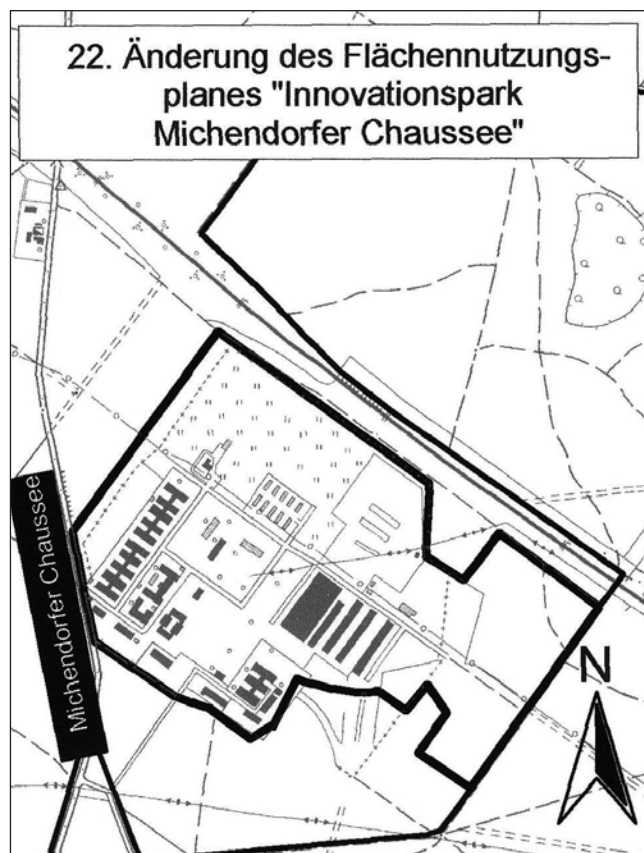 22. Änderung des Flächennutzungs-
planes "Innovationspark
Michendorfer Chaussee"
Michendorfer Chaussee
N